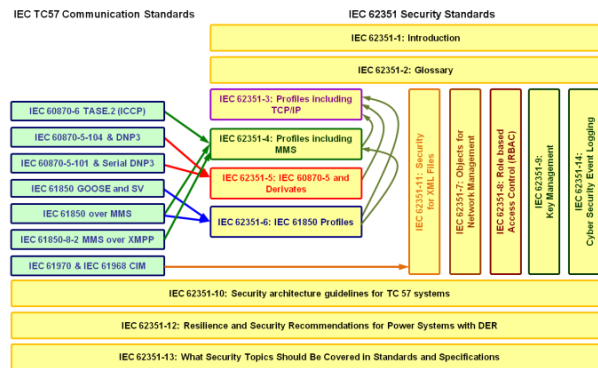 IEC TC57 Communication Standards
IEC 62351 Security Standards
IEC 62351-1: Introduction
IEC 62351-2: Glossary
IEC 60870-6 TASE.2 (ICCP)
IEC 60870-5-104 & DNP3
IEC 60870-5-101 & Serial DNP3
IEC 61850 GOOSE and SV
IEC 61850 over MMS
IEC 61850-8-2 MMS over XMPP
IEC 61970 & IEC 61968 CIM
IEC 62351-3: Profiles including
TCP/IP
IEC 62351-4: Profiles including
MMS
IEC 62351-5: IEC 60870-5 and
Derivates
IEC 62351-6: IEC 61850 Profiles
IEC 62351-11: Security
for XML Files
IEC 62351-7: Objects for
Network Management
IEC 62351-8: Role based
Access Control (RBAC)
IEC 62351-9:
Key Management
IEC 62351-14:
Cyber Security Event Logging
IEC 62351-10: Security architecture guidelines for TC 57 systems
IEC 62351-12: Resilience and Security Recommendations for Power Systems with DER
IEC 62351-13: What Security Topics Should Be Covered in Standards and Specifications